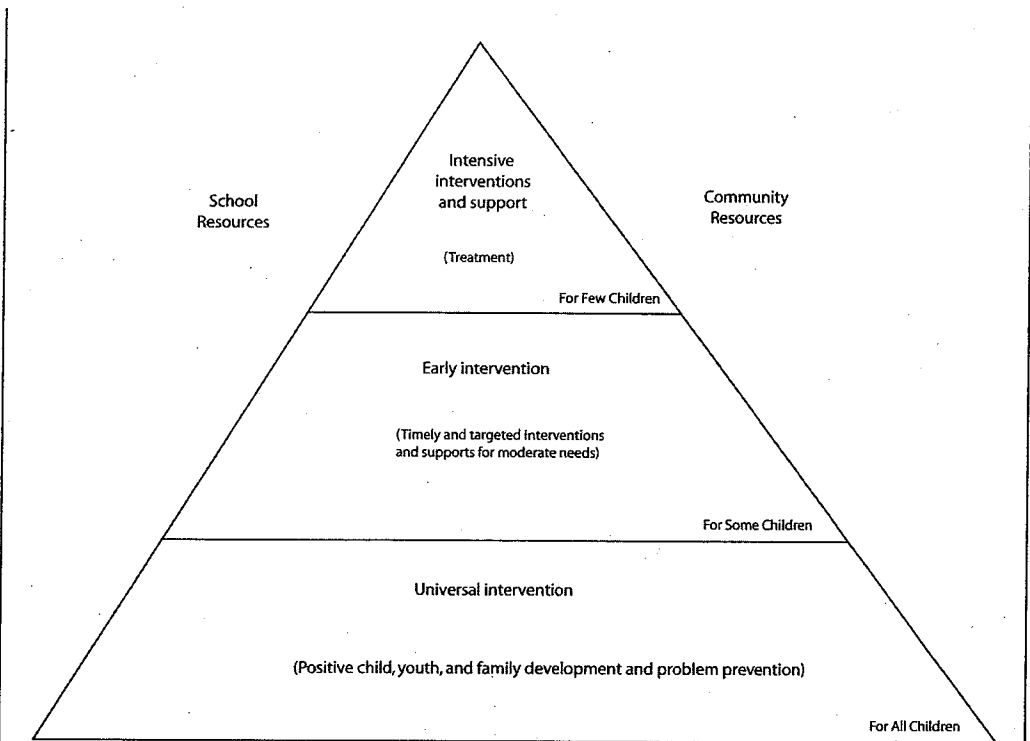 Intensive
interventions
and support
School
Resources
Community
Resources
(Treatment)
For Few Children
Early intervention
(Timely and targeted interventions
and supports for moderate needs)
For Some Children
Universal intervention
(Positive child, youth, and family development and problem prevention)
For All Children